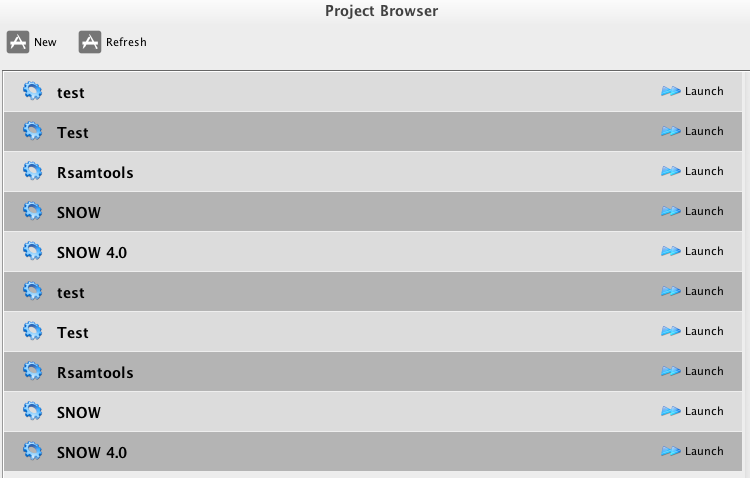 Project Browser
New Refresh
test Launch
Test Launch
Rsamtools Launch
SNOW Launch
SNOW 4.0 Launch
test Launch
Test Launch
Rsamtools Launch
SNOW Launch
SNOW 4.0 Launch